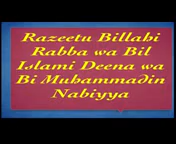 Razeetu Billahi
Rabba wa Bil
Islami Deena wa
Bi Muhammadin
Nabiyya